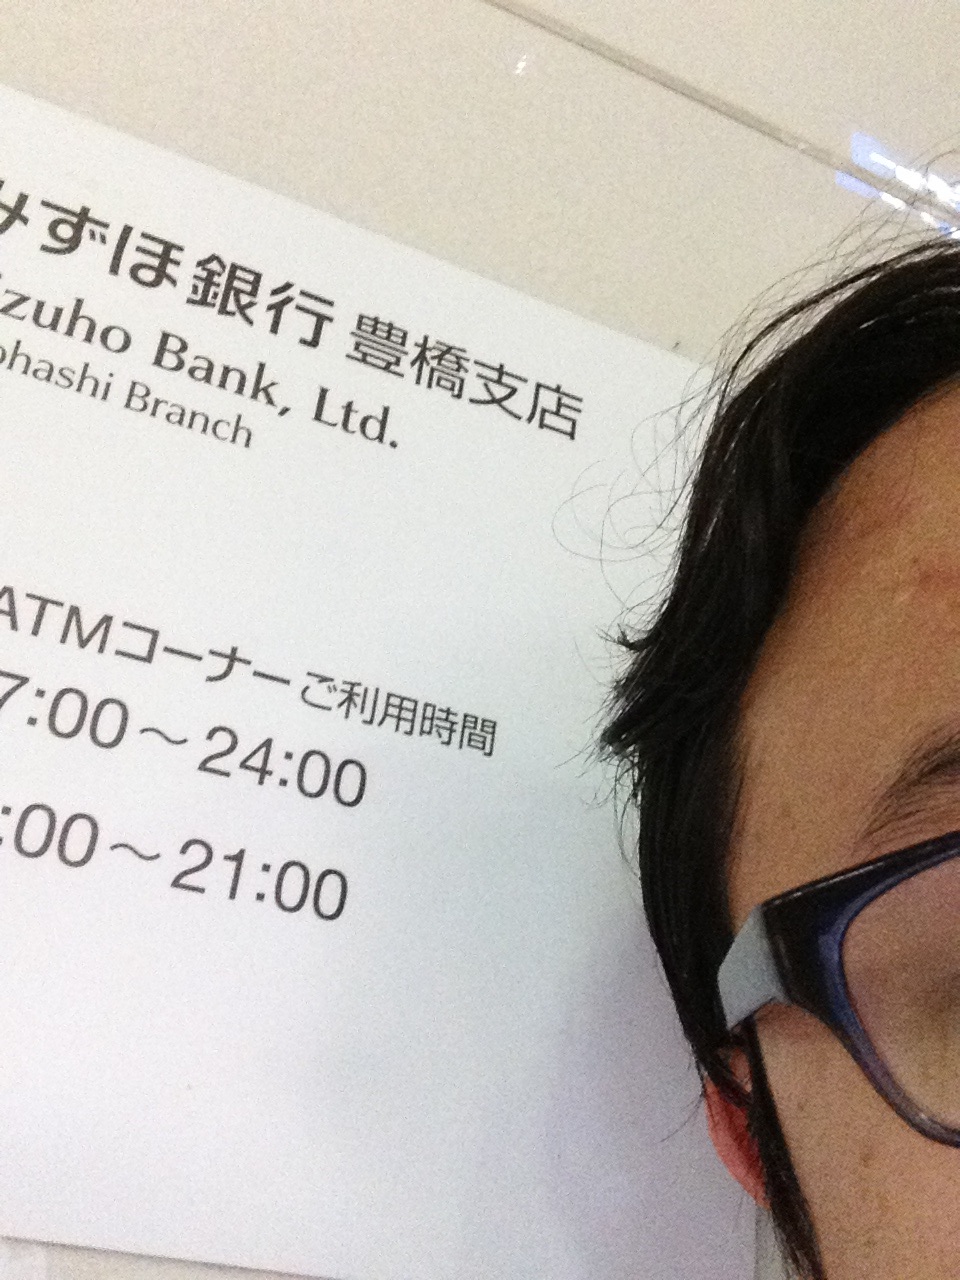 みずほ銀行 豊橋支店
izuho Bank, Ltd.
ohashi Branch
ATMコーナーご利用時間
7:00～24:00
:00～21:00